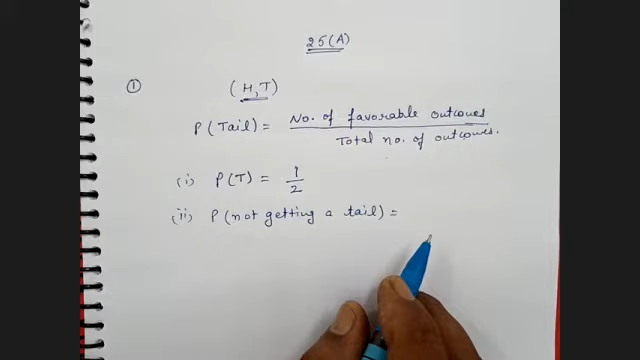 25(A)
① (H,T)
P(Tail) = No. of favorable outcomes
Total no. of outcomes.
(i) P(T) = 1/2
(ii) P(not getting a tail) =